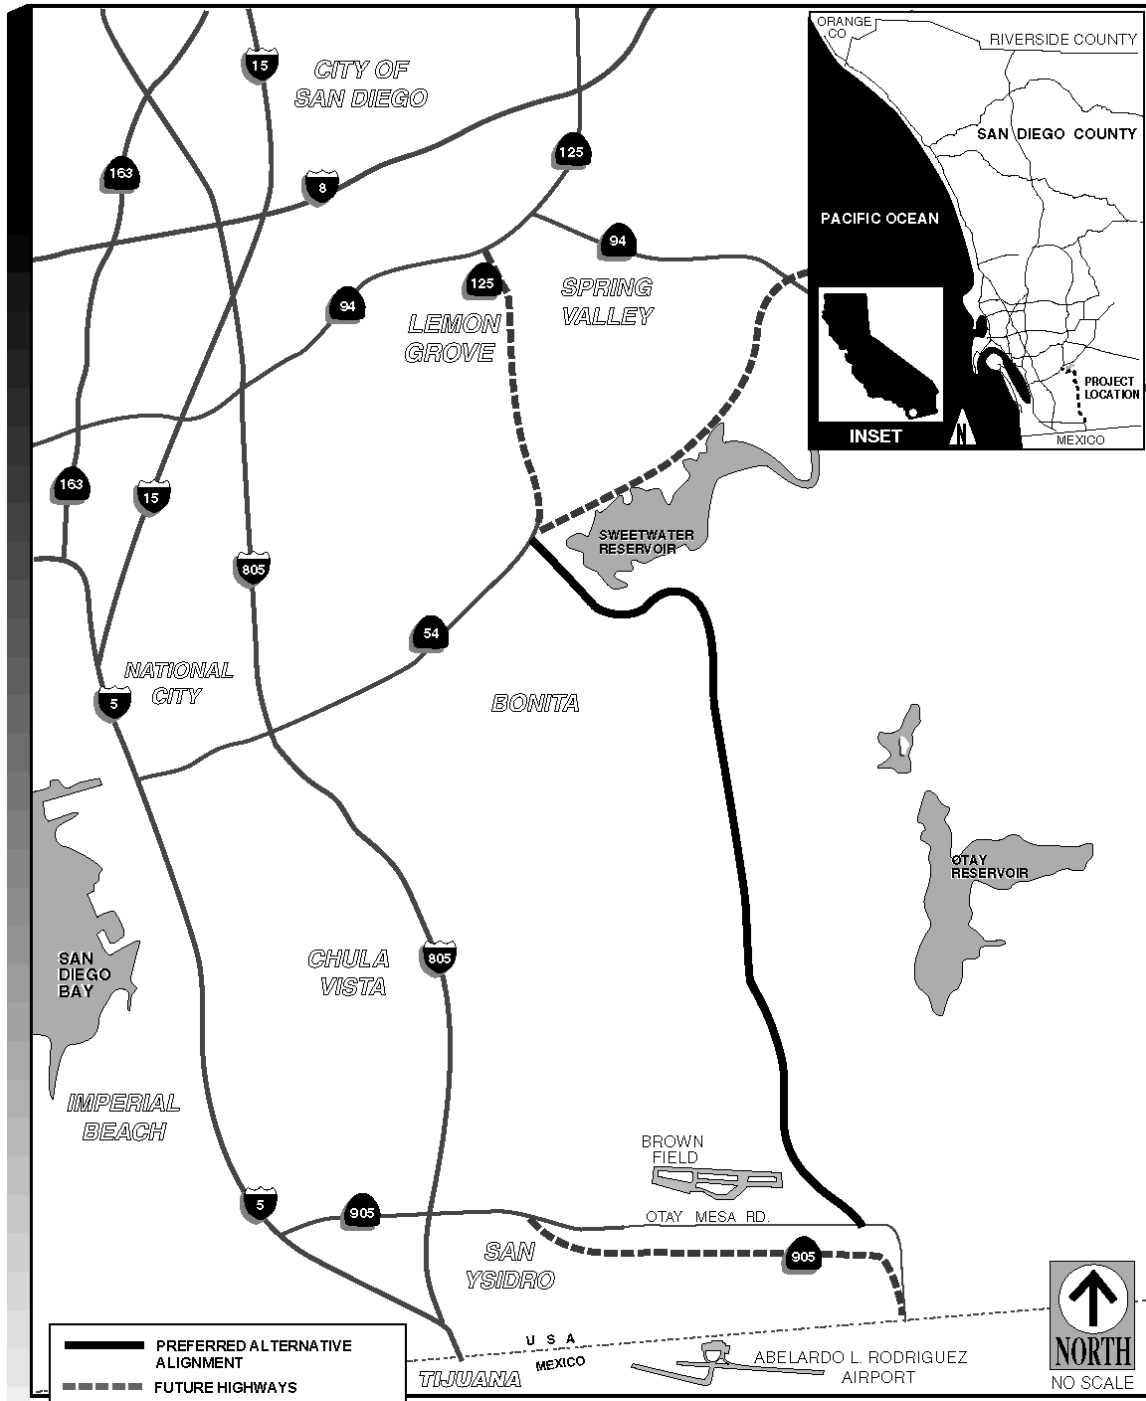 ORANGE
CO
RIVERSIDE COUNTY
SAN DIEGO COUNTY
PACIFIC OCEAN
PROJECT
LOCATION
MEXICO
INSET
N
15
CITY OF
SAN DIEGO
125
163
8
94
94
125
SPRING
VALLEY
LEMON
GROVE
163
15
805
SWEETWATER
RESERVOIR
54
NATIONAL
CITY
5
BONITA
OTAY
RESERVOIR
SAN
DIEGO
BAY
CHULA
VISTA
805
IMPERIAL
BEACH
BROWN
FIELD
5
905
OTAY MESA RD.
SAN
YSIDRO
905
USA
MEXICO
TIJUANA
ABELARDO L. RODRIGUEZ
AIRPORT
NORTH
NO SCALE
PREFERRED ALTERNATIVE
ALIGNMENT
FUTURE HIGHWAYS